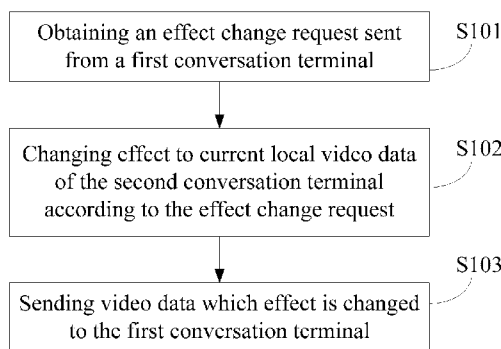 Obtaining an effect change request sent
from a first conversation terminal
S101
Changing effect to current local video data
of the second conversation terminal
according to the effect change request
S102
Sending video data which effect is changed
to the first conversation terminal
S103